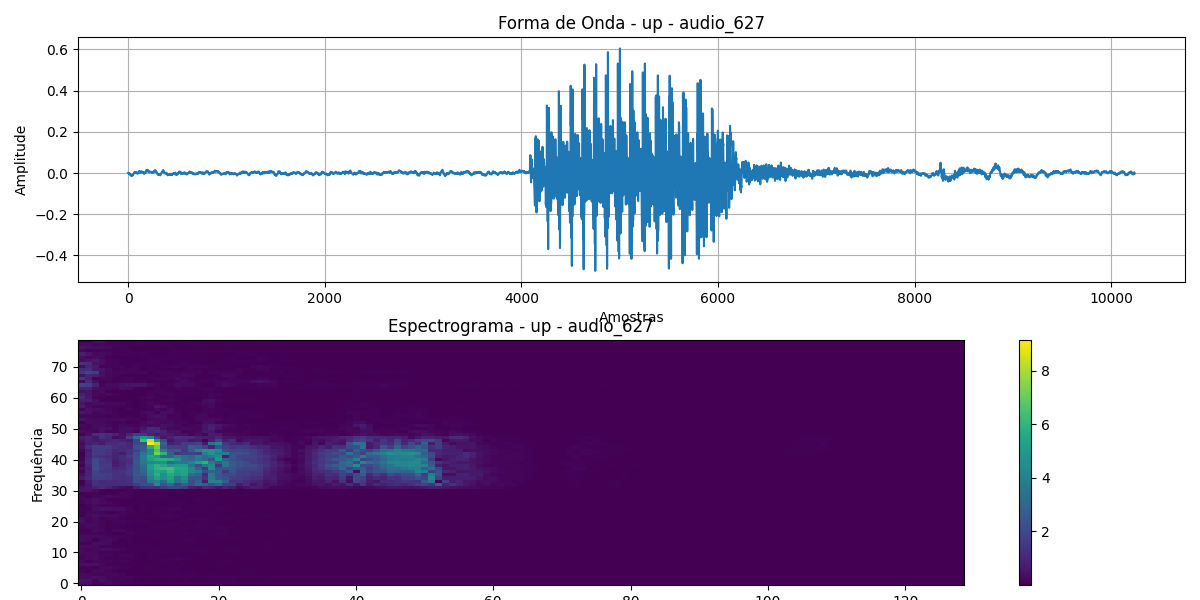 Forma de Onda - up - audio_627
Amplitude
0.6
0.4
0.2
0.0
−0.2
−0.4
0 2000 4000 6000 8000 10000
Amostras
Espectrograma - up - audio_627
Frequência
70
60
50
40
30
20
10
0
0 20 40 60 80 100 120
8
6
4
2